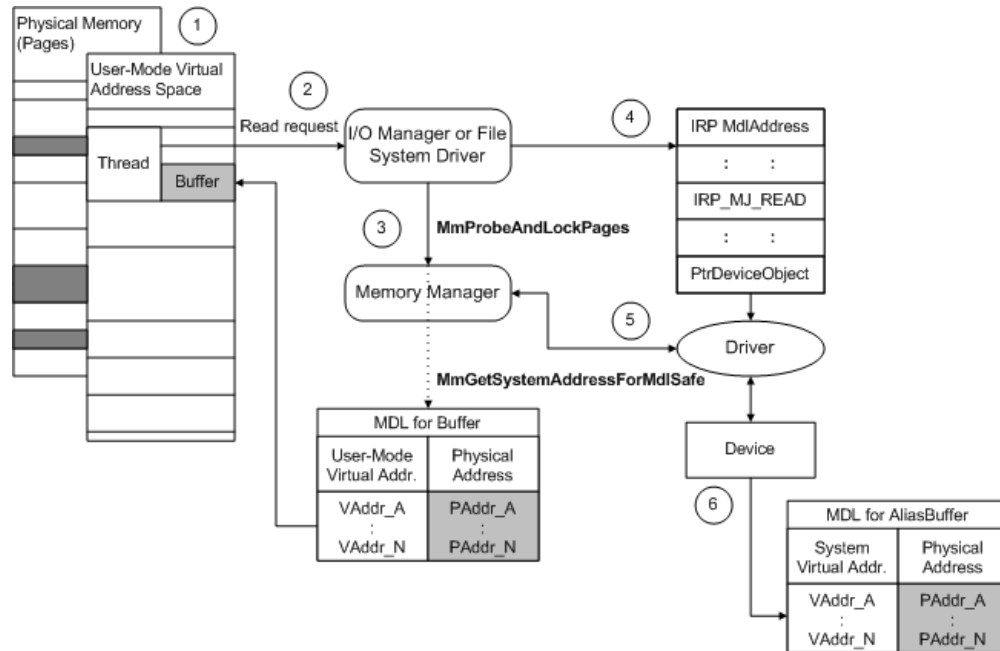 Physical Memory
(Pages)
1
User-Mode Virtual
Address Space
Thread
Buffer
2
Read request
I/O Manager or File
System Driver
3
MmProbeAndLockPages
Memory Manager
MmGetSystemAddressForMdlSafe
MDL for Buffer
User-Mode
Virtual Addr.
Physical
Address
VAddr_A
:
VAddr_N
PAddr_A
:
PAddr_N
4
IRP MdlAddress
: :
IRP_MJ_READ
: :
PtrDeviceObject
5
Driver
Device
6
MDL for AliasBuffer
System
Virtual Addr.
Physical
Address
VAddr_A
:
VAddr_N
PAddr_A
:
PAddr_N